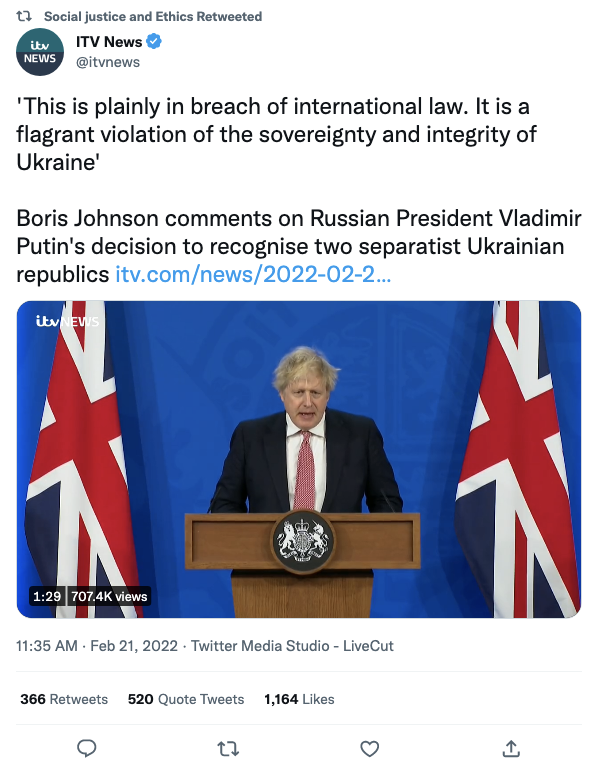 Social justice and Ethics Retweeted
itv
NEWS
ITV News
@itvnews
'This is plainly in breach of international law. It is a
flagrant violation of the sovereignty and integrity of
Ukraine'
Boris Johnson comments on Russian President Vladimir
Putin's decision to recognise two separatist Ukrainian
republics itv.com/news/2022-02-2…
itv NEWS
1:29 707.4K views
11:35 AM · Feb 21, 2022 · Twitter Media Studio - LiveCut
366 Retweets 520 Quote Tweets 1,164 Likes